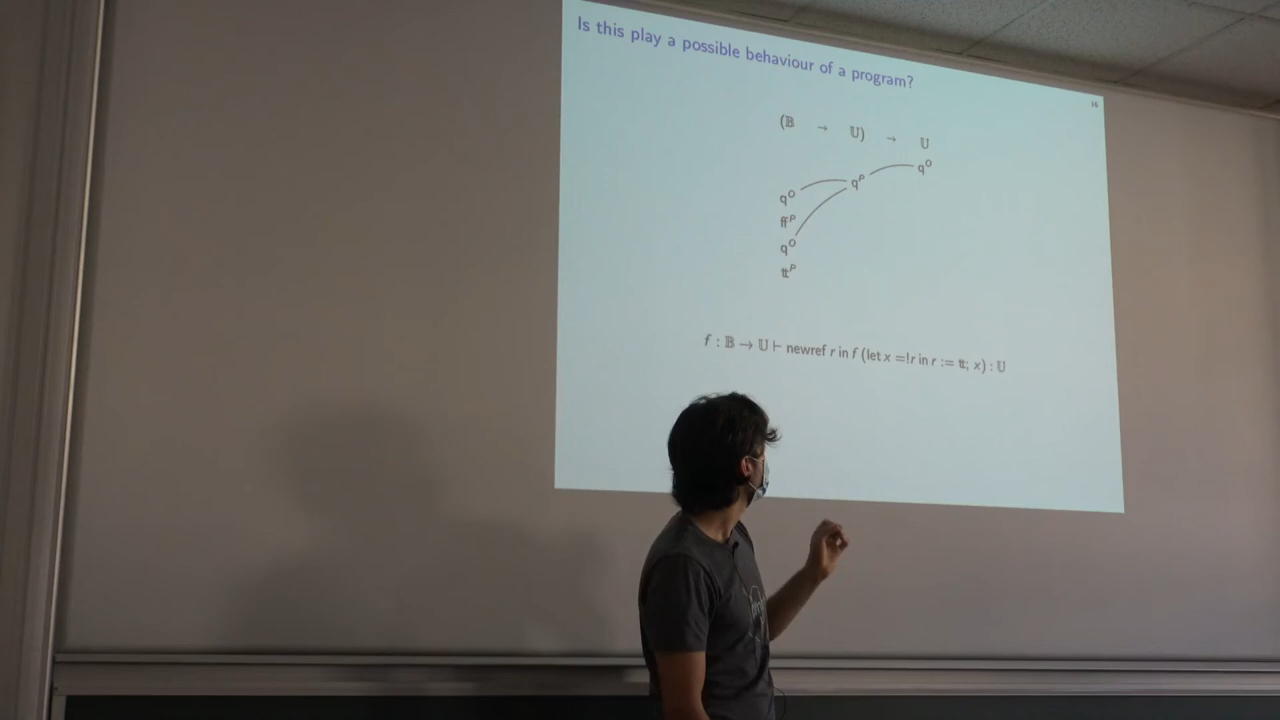 Is this play a possible behaviour of a program?
16
(𝔹 → 𝕌) → 𝕌
q^O
q^P
q^O
ff^P
q^O
tt^P
f : 𝔹 → 𝕌 ⊢ newref r in f (let x =!r in r := tt; x) : 𝕌